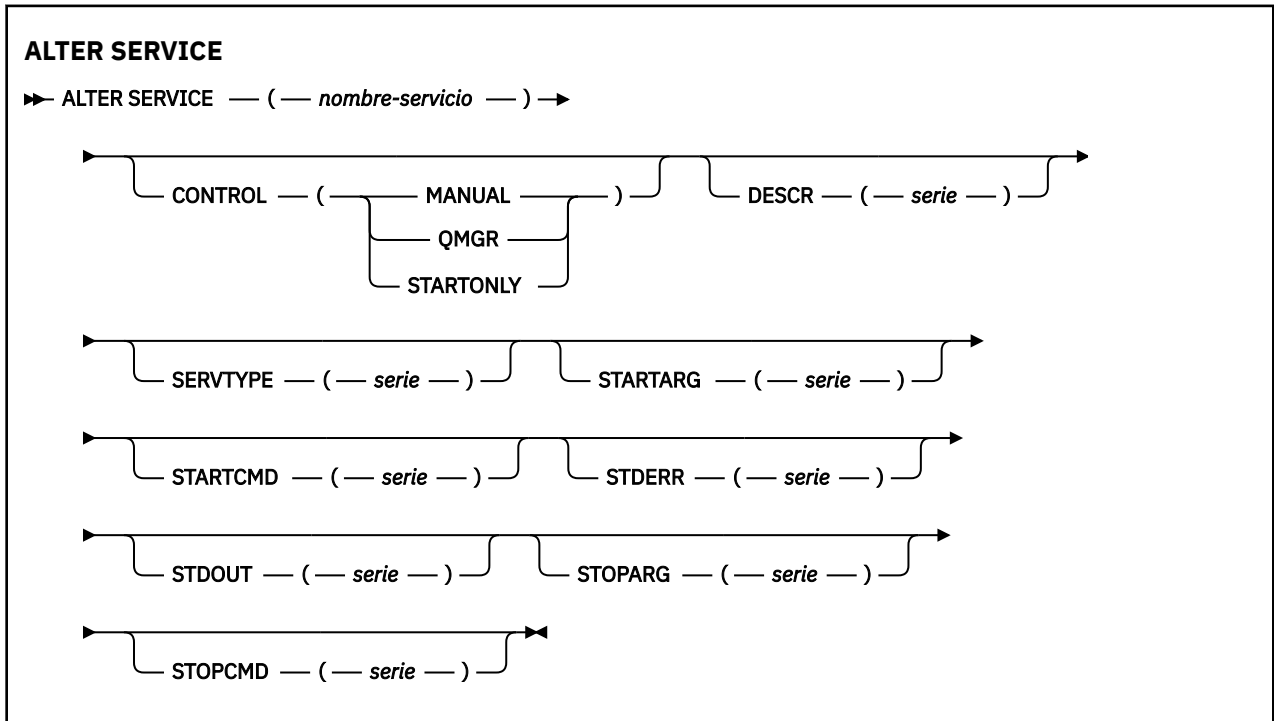 ALTER SERVICE
ALTER SERVICE ( nombre-servicio )
CONTROL ( MANUAL ) DESCR ( serie )
QMGR
STARTONLY
SERVTYPE ( serie ) STARTARG ( serie )
STARTCMD ( serie ) STDERR ( serie )
STDOUT ( serie ) STOPARG ( serie )
STOPCMD ( serie )